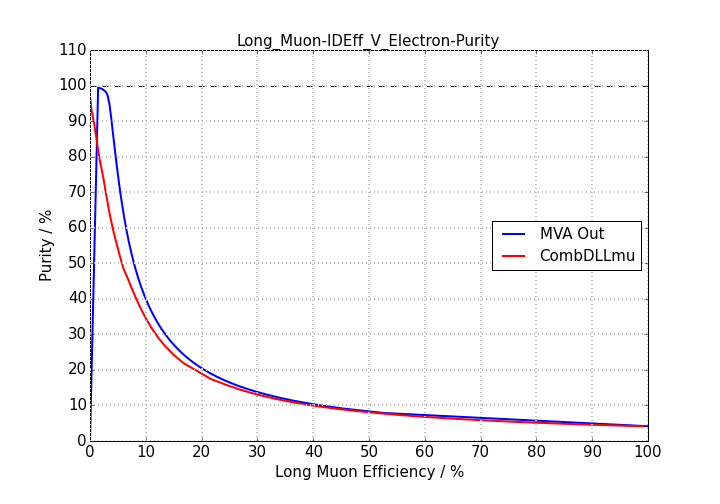 Long_Muon-IDEff_V_Electron-Purity
110
100
90
80
70
60
50
40
30
20
10
0
Purity / %
MVA Out
CombDLLmu
0 10 20 30 40 50 60 70 80 90 100
Long Muon Efficiency / %